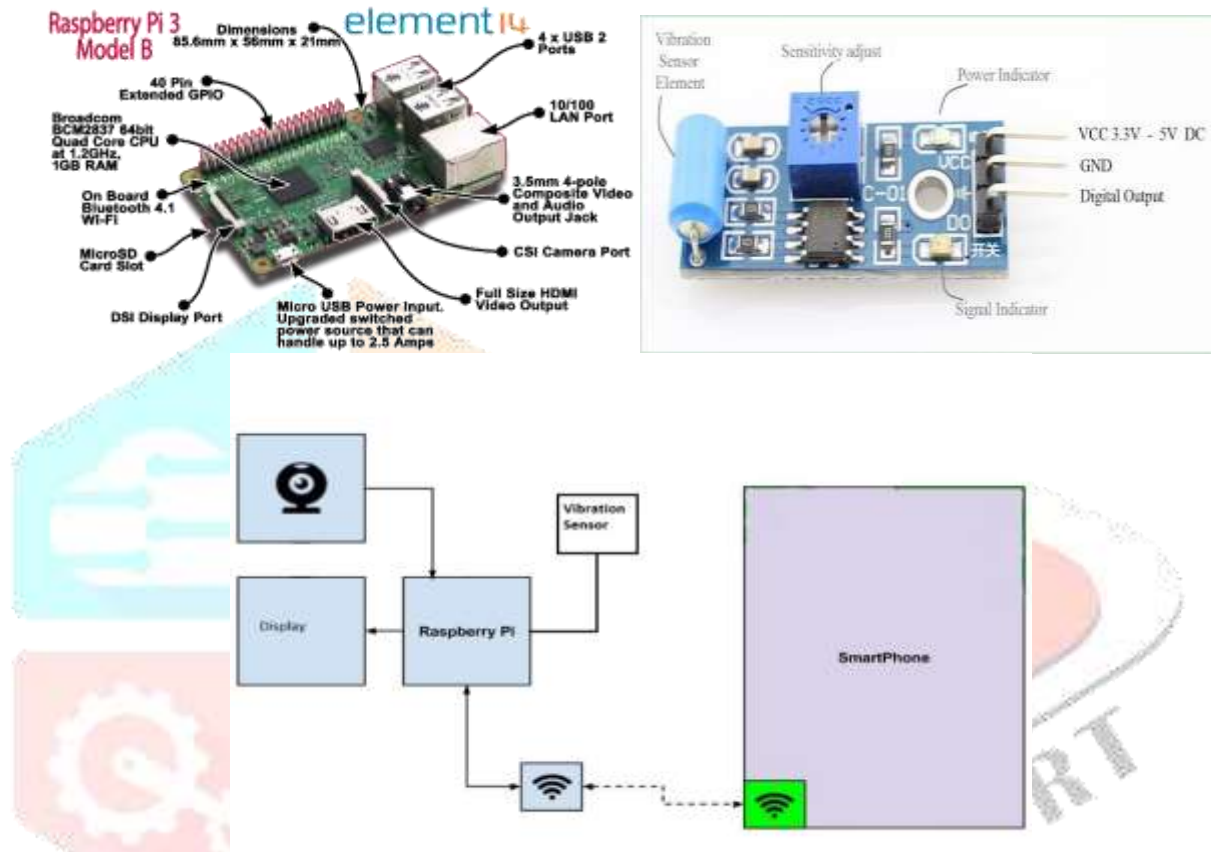 Raspberry Pi 3
Model B
element14
Dimensions
85.6mm x 56mm x 21mm
4 x USB 2
Ports
40 Pin
Extended GPIO
10/100
LAN Port
Broadcom
BCM2837 64bit
Quad Core CPU
at 1.2GHz,
1GB RAM
3.5mm 4-pole
Composite Video
and Audio
Output Jack
On Board
Bluetooth 4.1
Wi-Fi
CSI Camera Port
MicroSD
Card Slot
Full Size HDMI
Video Output
Micro USB Power Input.
Upgraded switched
power source that can
handle up to 2.5 Amps
DSI Display Port
Vibration
Sensor
Element
Sensitivity adjust
Power Indicator
VCC 3.3V - 5V DC
GND
Digital Output
VCC
C-01
DO
开关
Signal Indicator
Vibration
Sensor
Display
Raspberry Pi
SmartPhone
RT